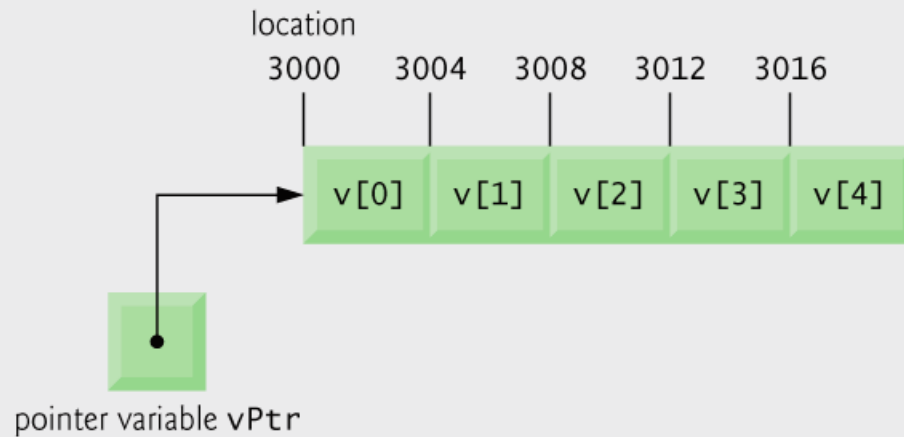 location
3000 3004 3008 3012 3016
v[0] v[1] v[2] v[3] v[4]
pointer variable vPtr